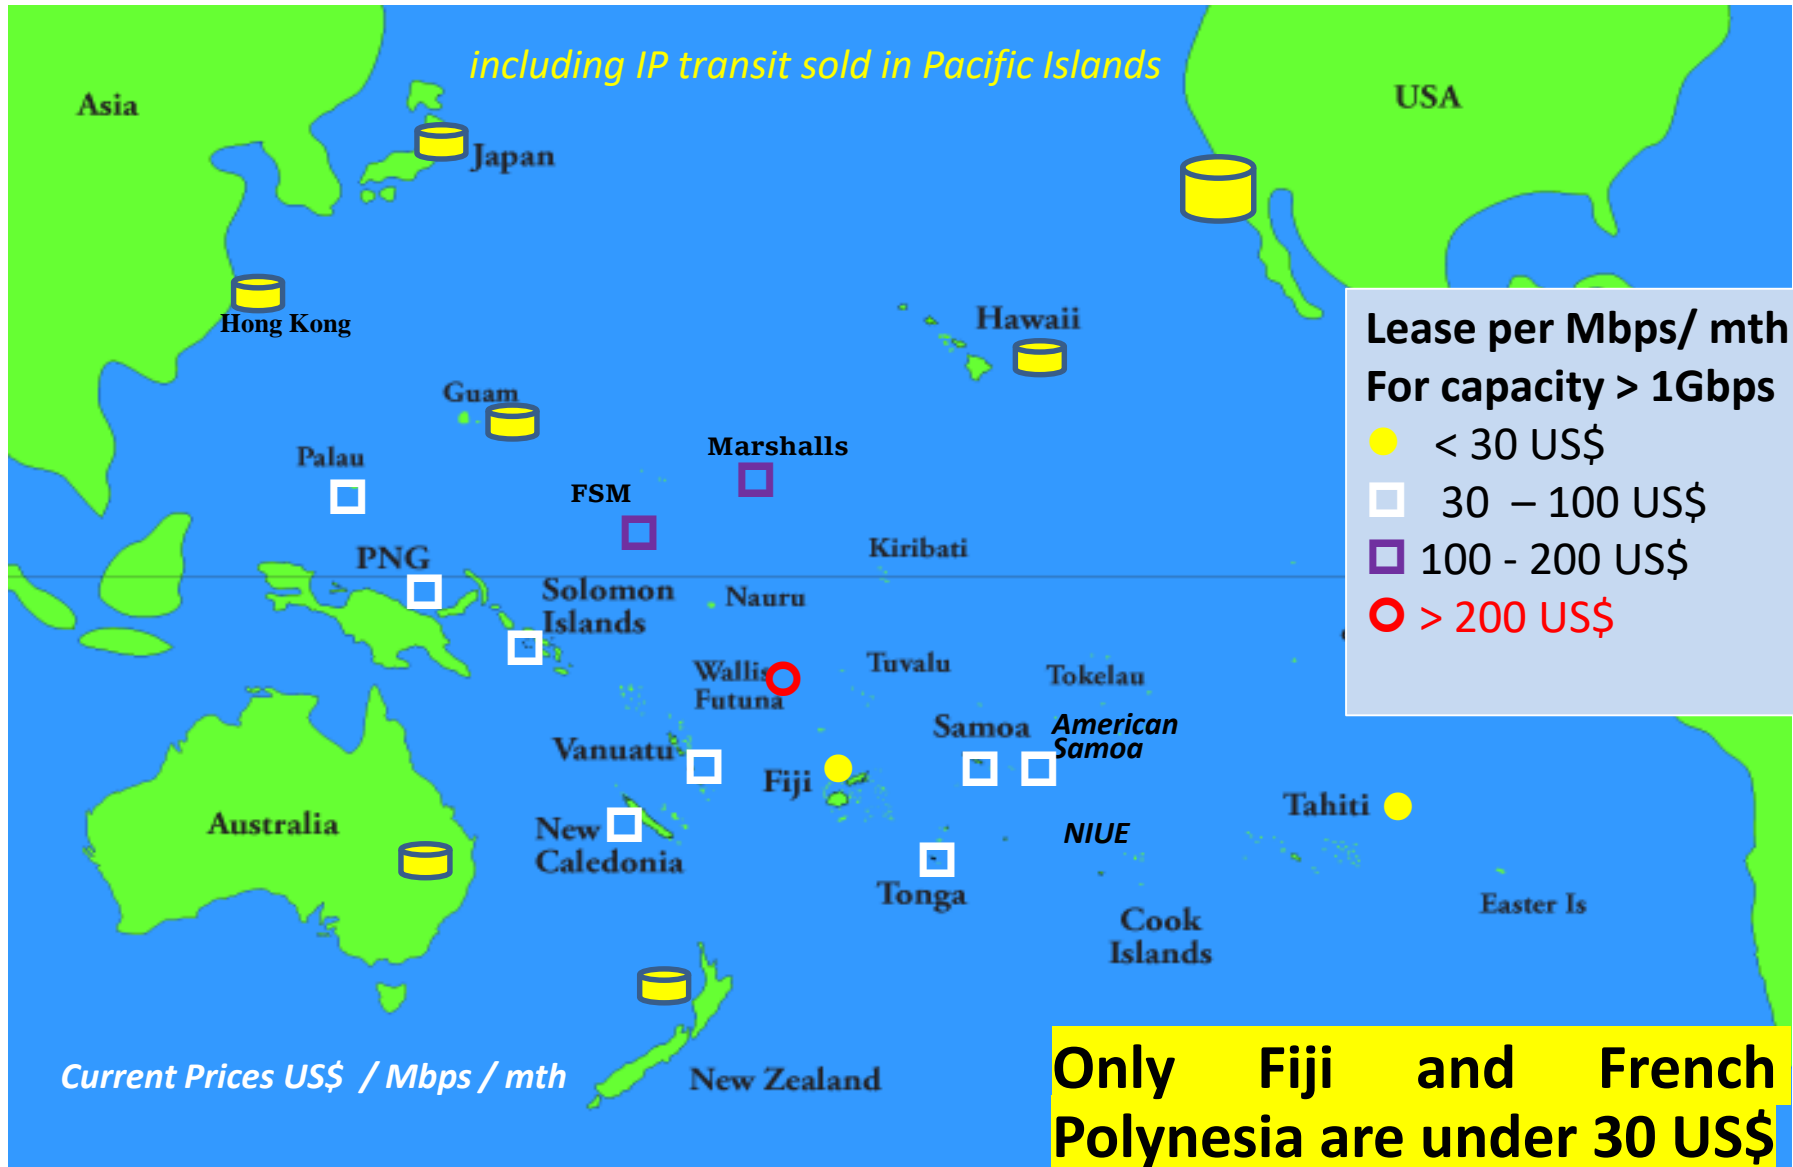 including IP transit sold in Pacific Islands
Asia
USA
Japan
Hong Kong
Hawaii
Lease per Mbps/ mth
For capacity > 1Gbps
< 30 US$
30 – 100 US$
100 - 200 US$
> 200 US$
Guam
Palau
Marshalls
FSM
PNG
Kiribati
Solomon
Islands
Nauru
Wallis
Futuna
Tuvalu
Tokelau
Samoa
American
Samoa
Vanuatu
Fiji
Tahiti
Australia
New
Caledonia
NIUE
Tonga
Cook
Islands
Easter Is
New Zealand
Current Prices US$ / Mbps / mth
Only Fiji and French
Polynesia are under 30 US$